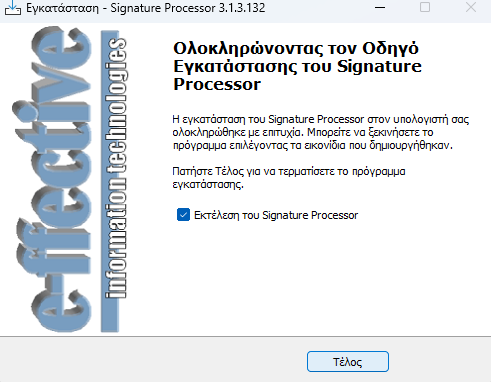 Εγκατάσταση - Signature Processor 3.1.3.132
e-ffective
information technologies
Ολοκληρώνοντας τον Οδηγό
Εγκατάστασης του Signature
Processor
Η εγκατάσταση του Signature Processor στον υπολογιστή σας
ολοκληρώθηκε με επιτυχία. Μπορείτε να ξεκινήσετε το
πρόγραμμα επιλέγοντας τα εικονίδια που δημιουργήθηκαν.
Πατήστε Τέλος για να τερματίσετε το πρόγραμμα
εγκατάστασης.
Εκτέλεση του Signature Processor
Τέλος